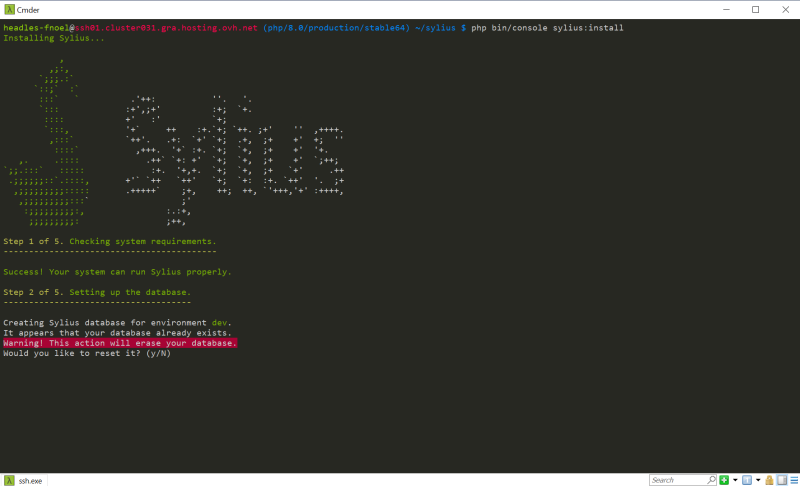 Cmder
headles-fnoel@ssh01.cluster031.gra.hosting.ovh.net (php/8.0/production/stable64) ~/sylius $ php bin/console sylius:install
Installing Sylius...
Sylius
Step 1 of 5. Checking system requirements.
------------------------------------------
Success! Your system can run Sylius properly.
Step 2 of 5. Setting up the database.
-------------------------------------
Creating Sylius database for environment dev.
It appears that your database already exists.
Warning! This action will erase your database.
Would you like to reset it? (y/N)
ssh.exe
Search